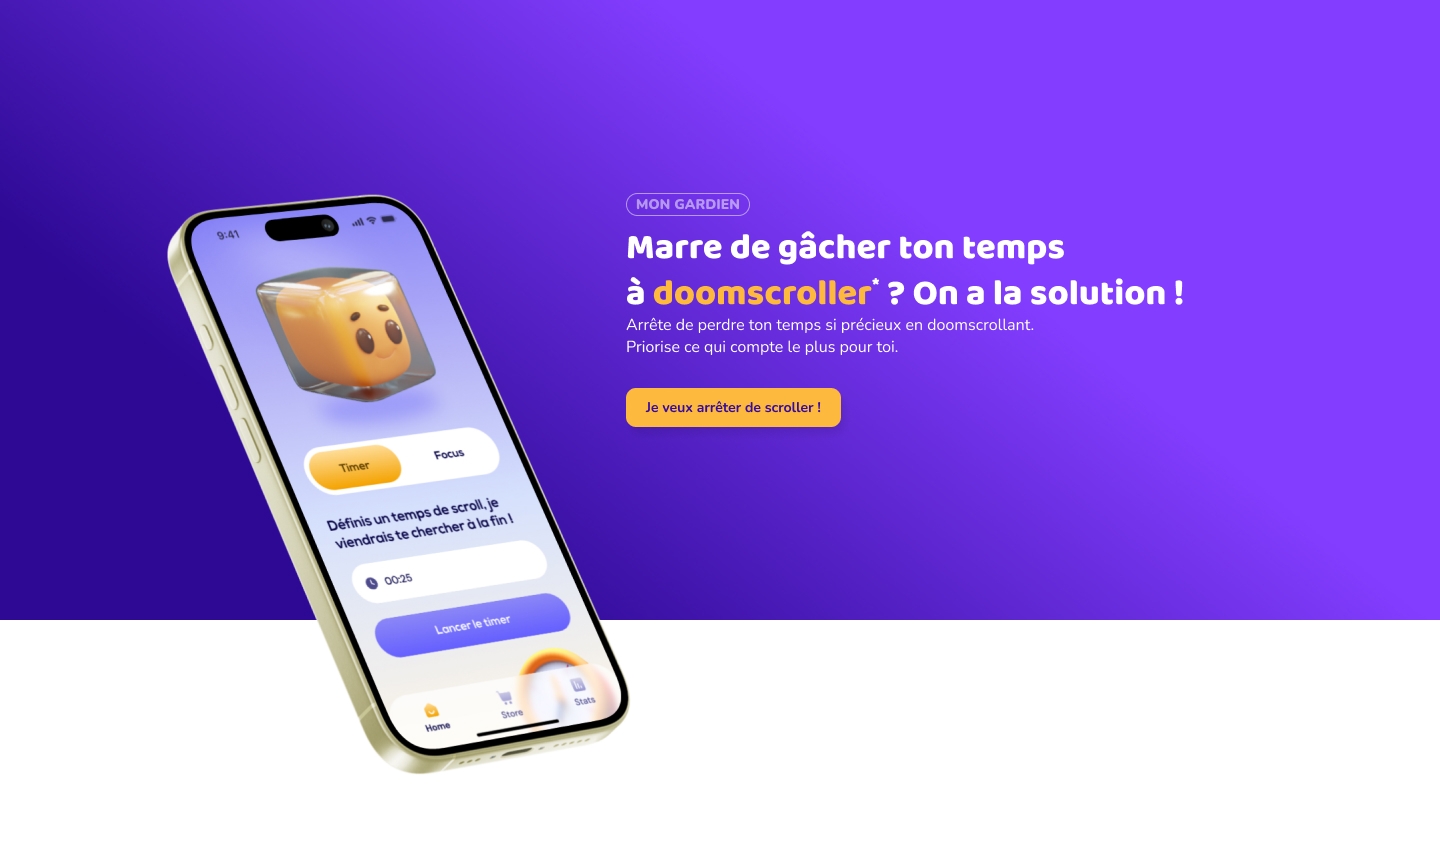 MON GARDIEN
Marre de gâcher ton temps
à doomscroller* ? On a la solution !
Arrête de perdre ton temps si précieux en doomscrollant.
Priorise ce qui compte le plus pour toi.
Je veux arrêter de scroller !
9:41
Timer
Focus
Définis un temps de scroll, je
viendrais te chercher à la fin !
00:25
Lancer le timer
Home
Store
Stats